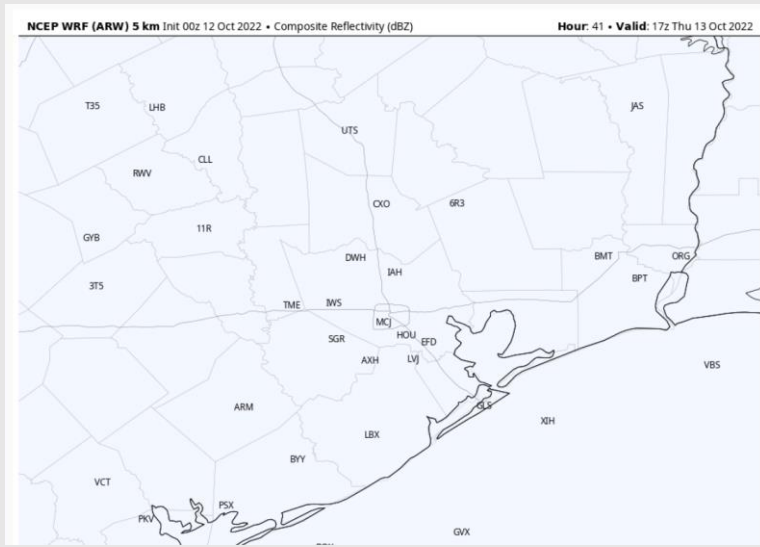 NCEP WRF (ARW) 5 km Init 00z 12 Oct 2022 • Composite Reflectivity (dBZ) Hour: 41 • Valid: 17z Thu 13 Oct 2022
T35 LHB JAS
UTS
CLL
RWV
CXO 6R3
11R
GYB
DWH BMT ORG
IAH
BPT
3T5
TME IWS
MCJ
HOU
SGR EFD
AXH LVJ
VBS
ARM GLS
XIH
LBX
BYY
VCT
PSX
PKV
GVX